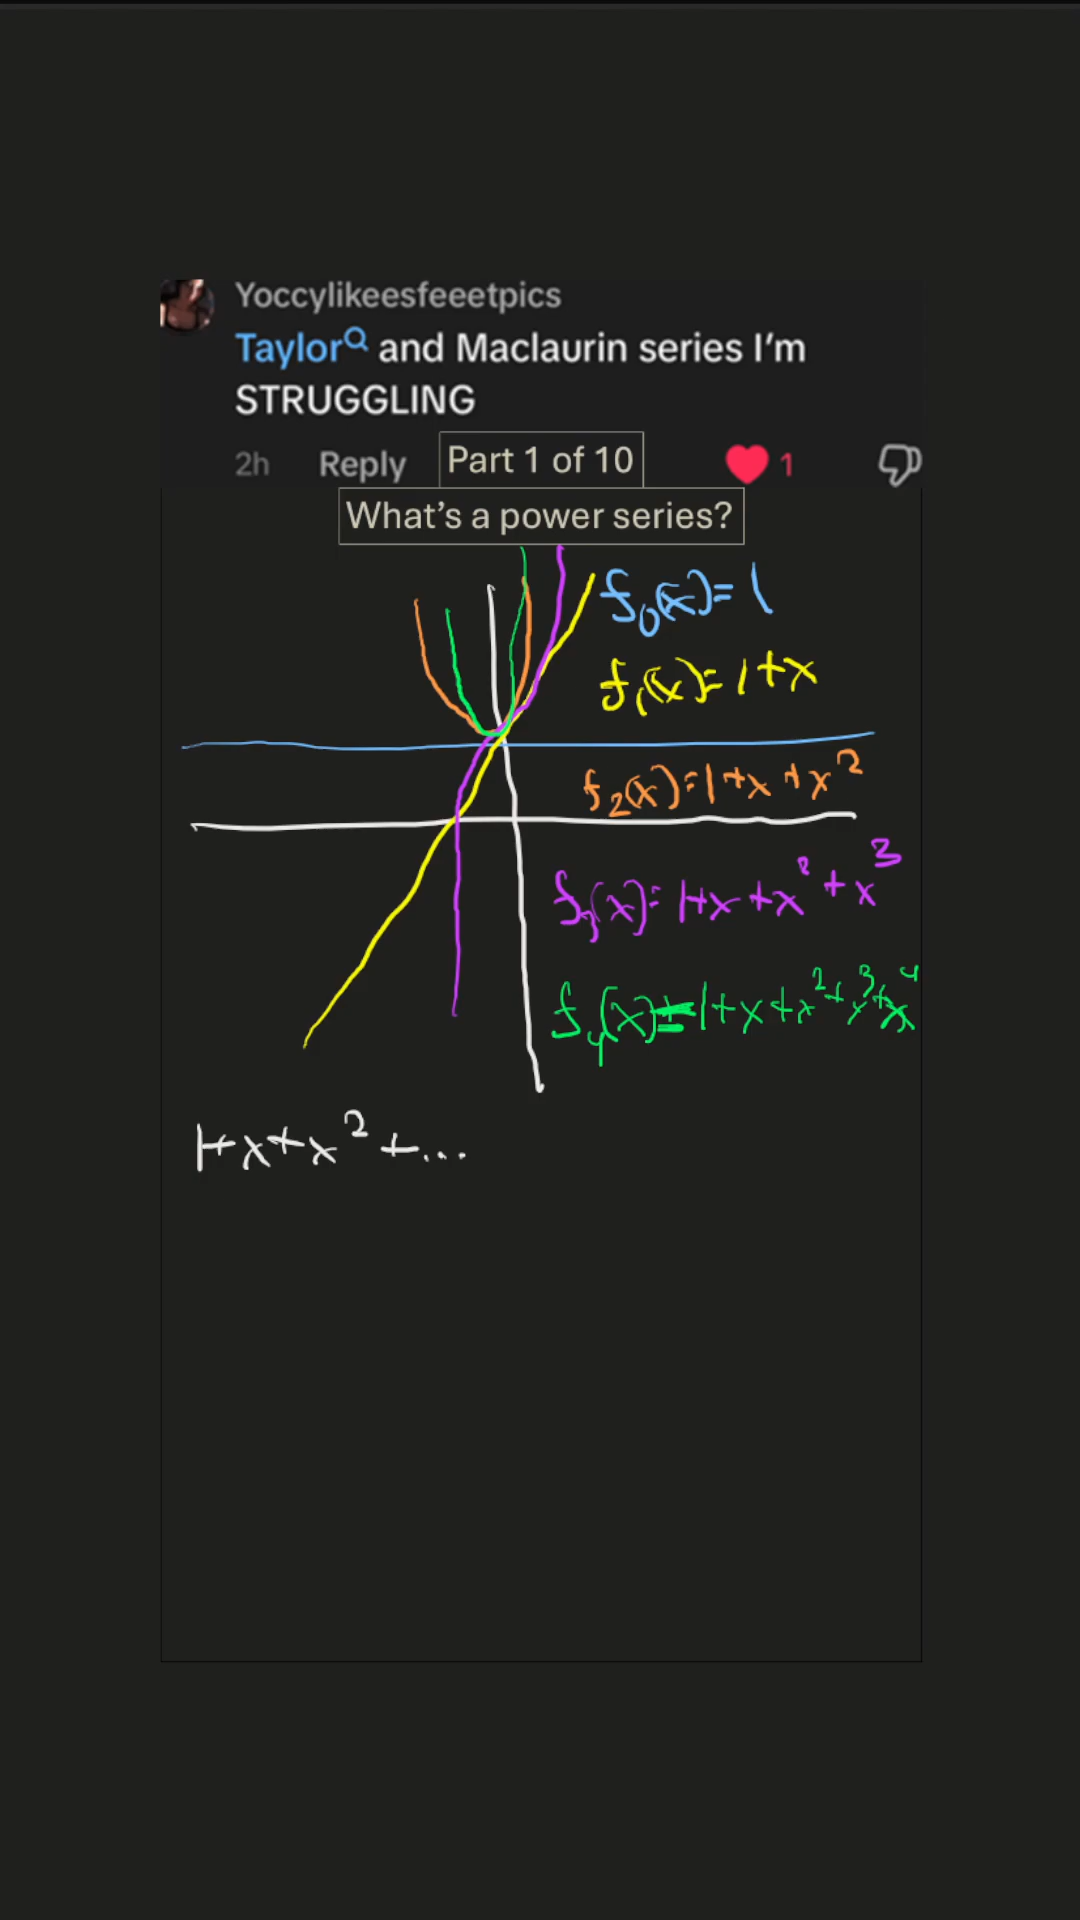 Yoccylikeesfeeetpics
Taylor and Maclaurin series I'm
STRUGGLING
2h Reply Part 1 of 10 1
What's a power series?
f₀(x)=1
f₁(x)=1+x
f₂(x)=1+x+x²
f₃(x)=1+x+x²+x³
f₄(x)=1+x+x²+x³+x⁴
1+x+x²+...